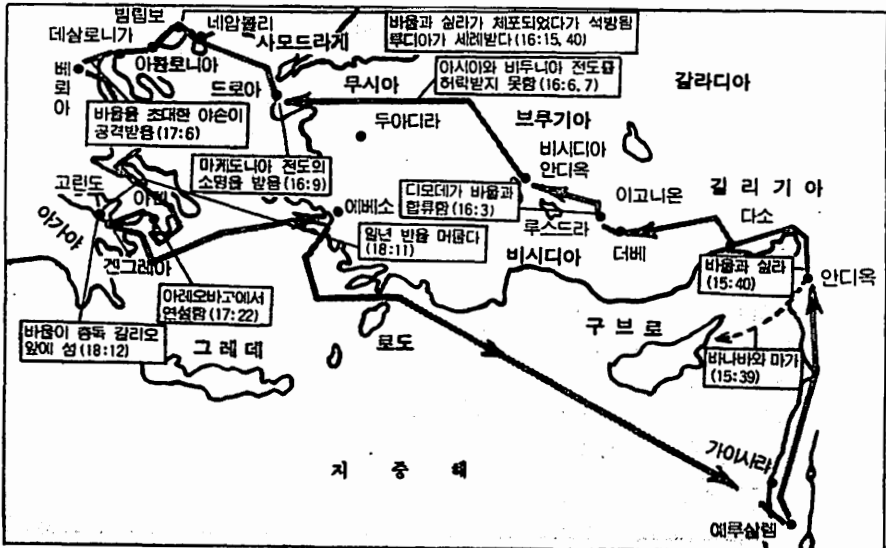 빌립보
네압볼리
데살로니가
사모드라게
바울과 실라가 체포되었다가 석방됨
루디아가 세례받다 (16:15, 40)
베뢰아
아볼로니아
드로아
무시아
아시아와 비두니아 전도를
허락받지 못함 (16:6, 7)
갈라디아
바울을 초대한 야손이
공격받음 (17:6)
두아디라
브루기아
비시디아
안디옥
마케도니아 전도의
소명을 받음 (16:9)
고린도
아덴
아가야
에베소
디모데가 바울과
합류함 (16:3)
이고니온
길리기아
루스드라
더베
다소
일년 반을 머물다
(18:11)
비시디아
겐그레아
바울과 실라
(15:40)
안디옥
아레오바고에서
연설함 (17:22)
바울이 총독 갈리오
앞에 섬 (18:12)
그레데
로도
구브로
바나바와 마가
(15:39)
가이사랴
지중해
예루살렘